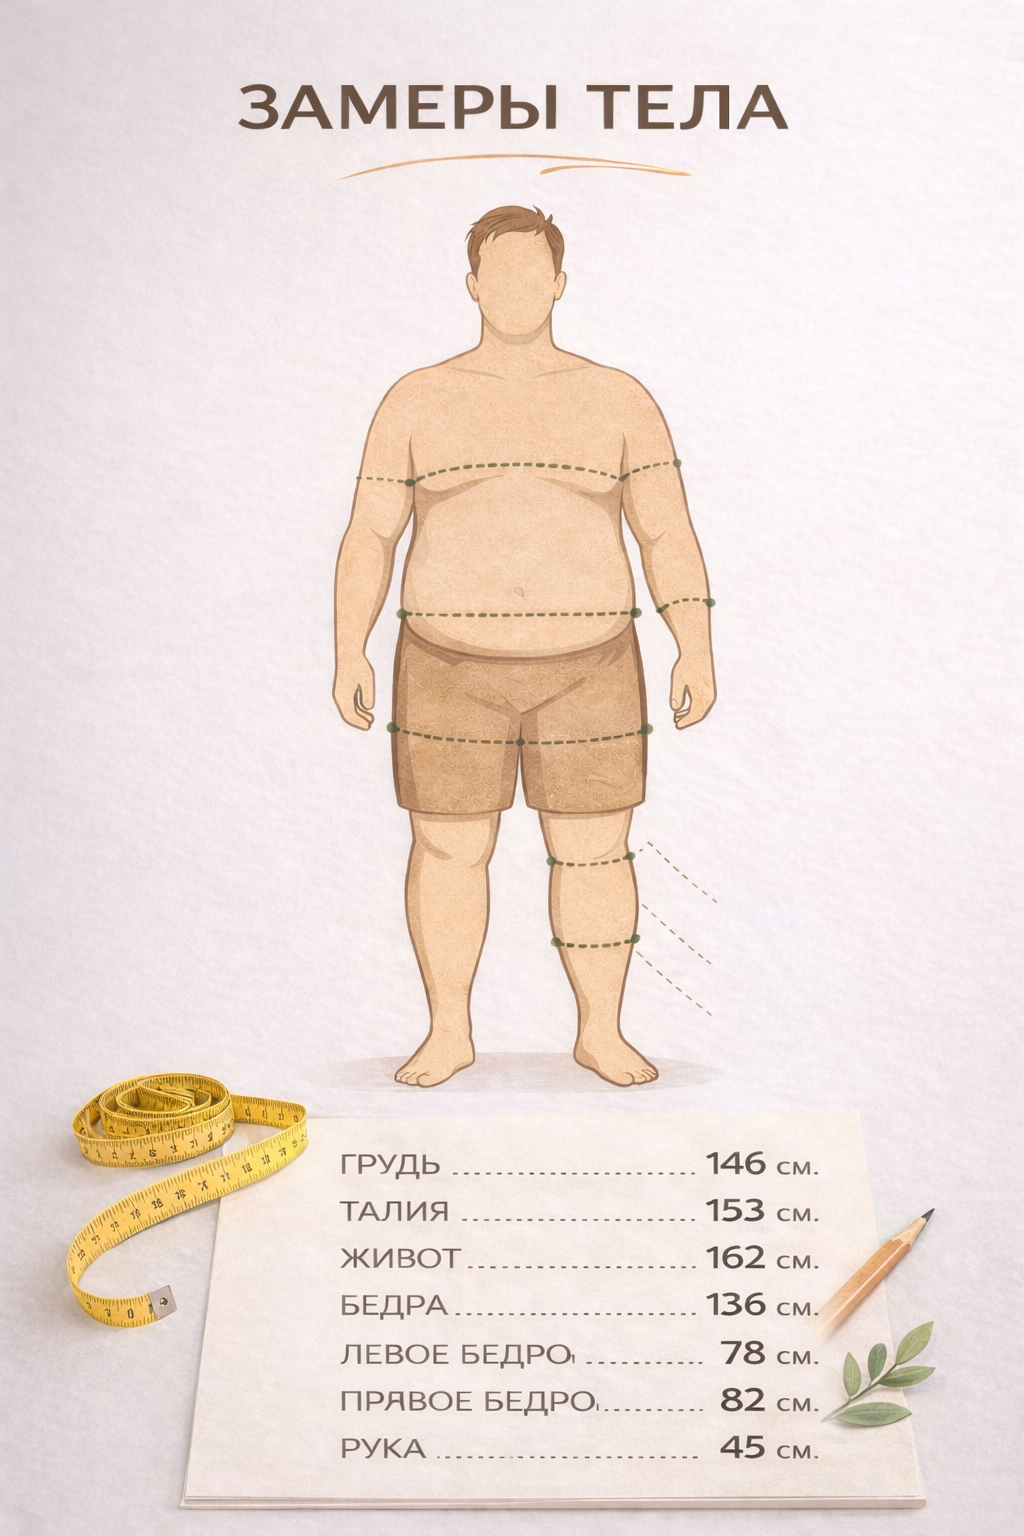 ЗАМЕРЫ ТЕЛА
ГРУДЬ ........................ 146 см.
ТАЛИЯ ........................ 153 см.
ЖИВОТ ........................ 162 см.
БЕДРА ........................ 136 см.
ЛЕВОЕ БЕДРО ............ 78 см.
ПРЯВОЕ БЕДРО .......... 82 см.
РУКА .......................... 45 см.